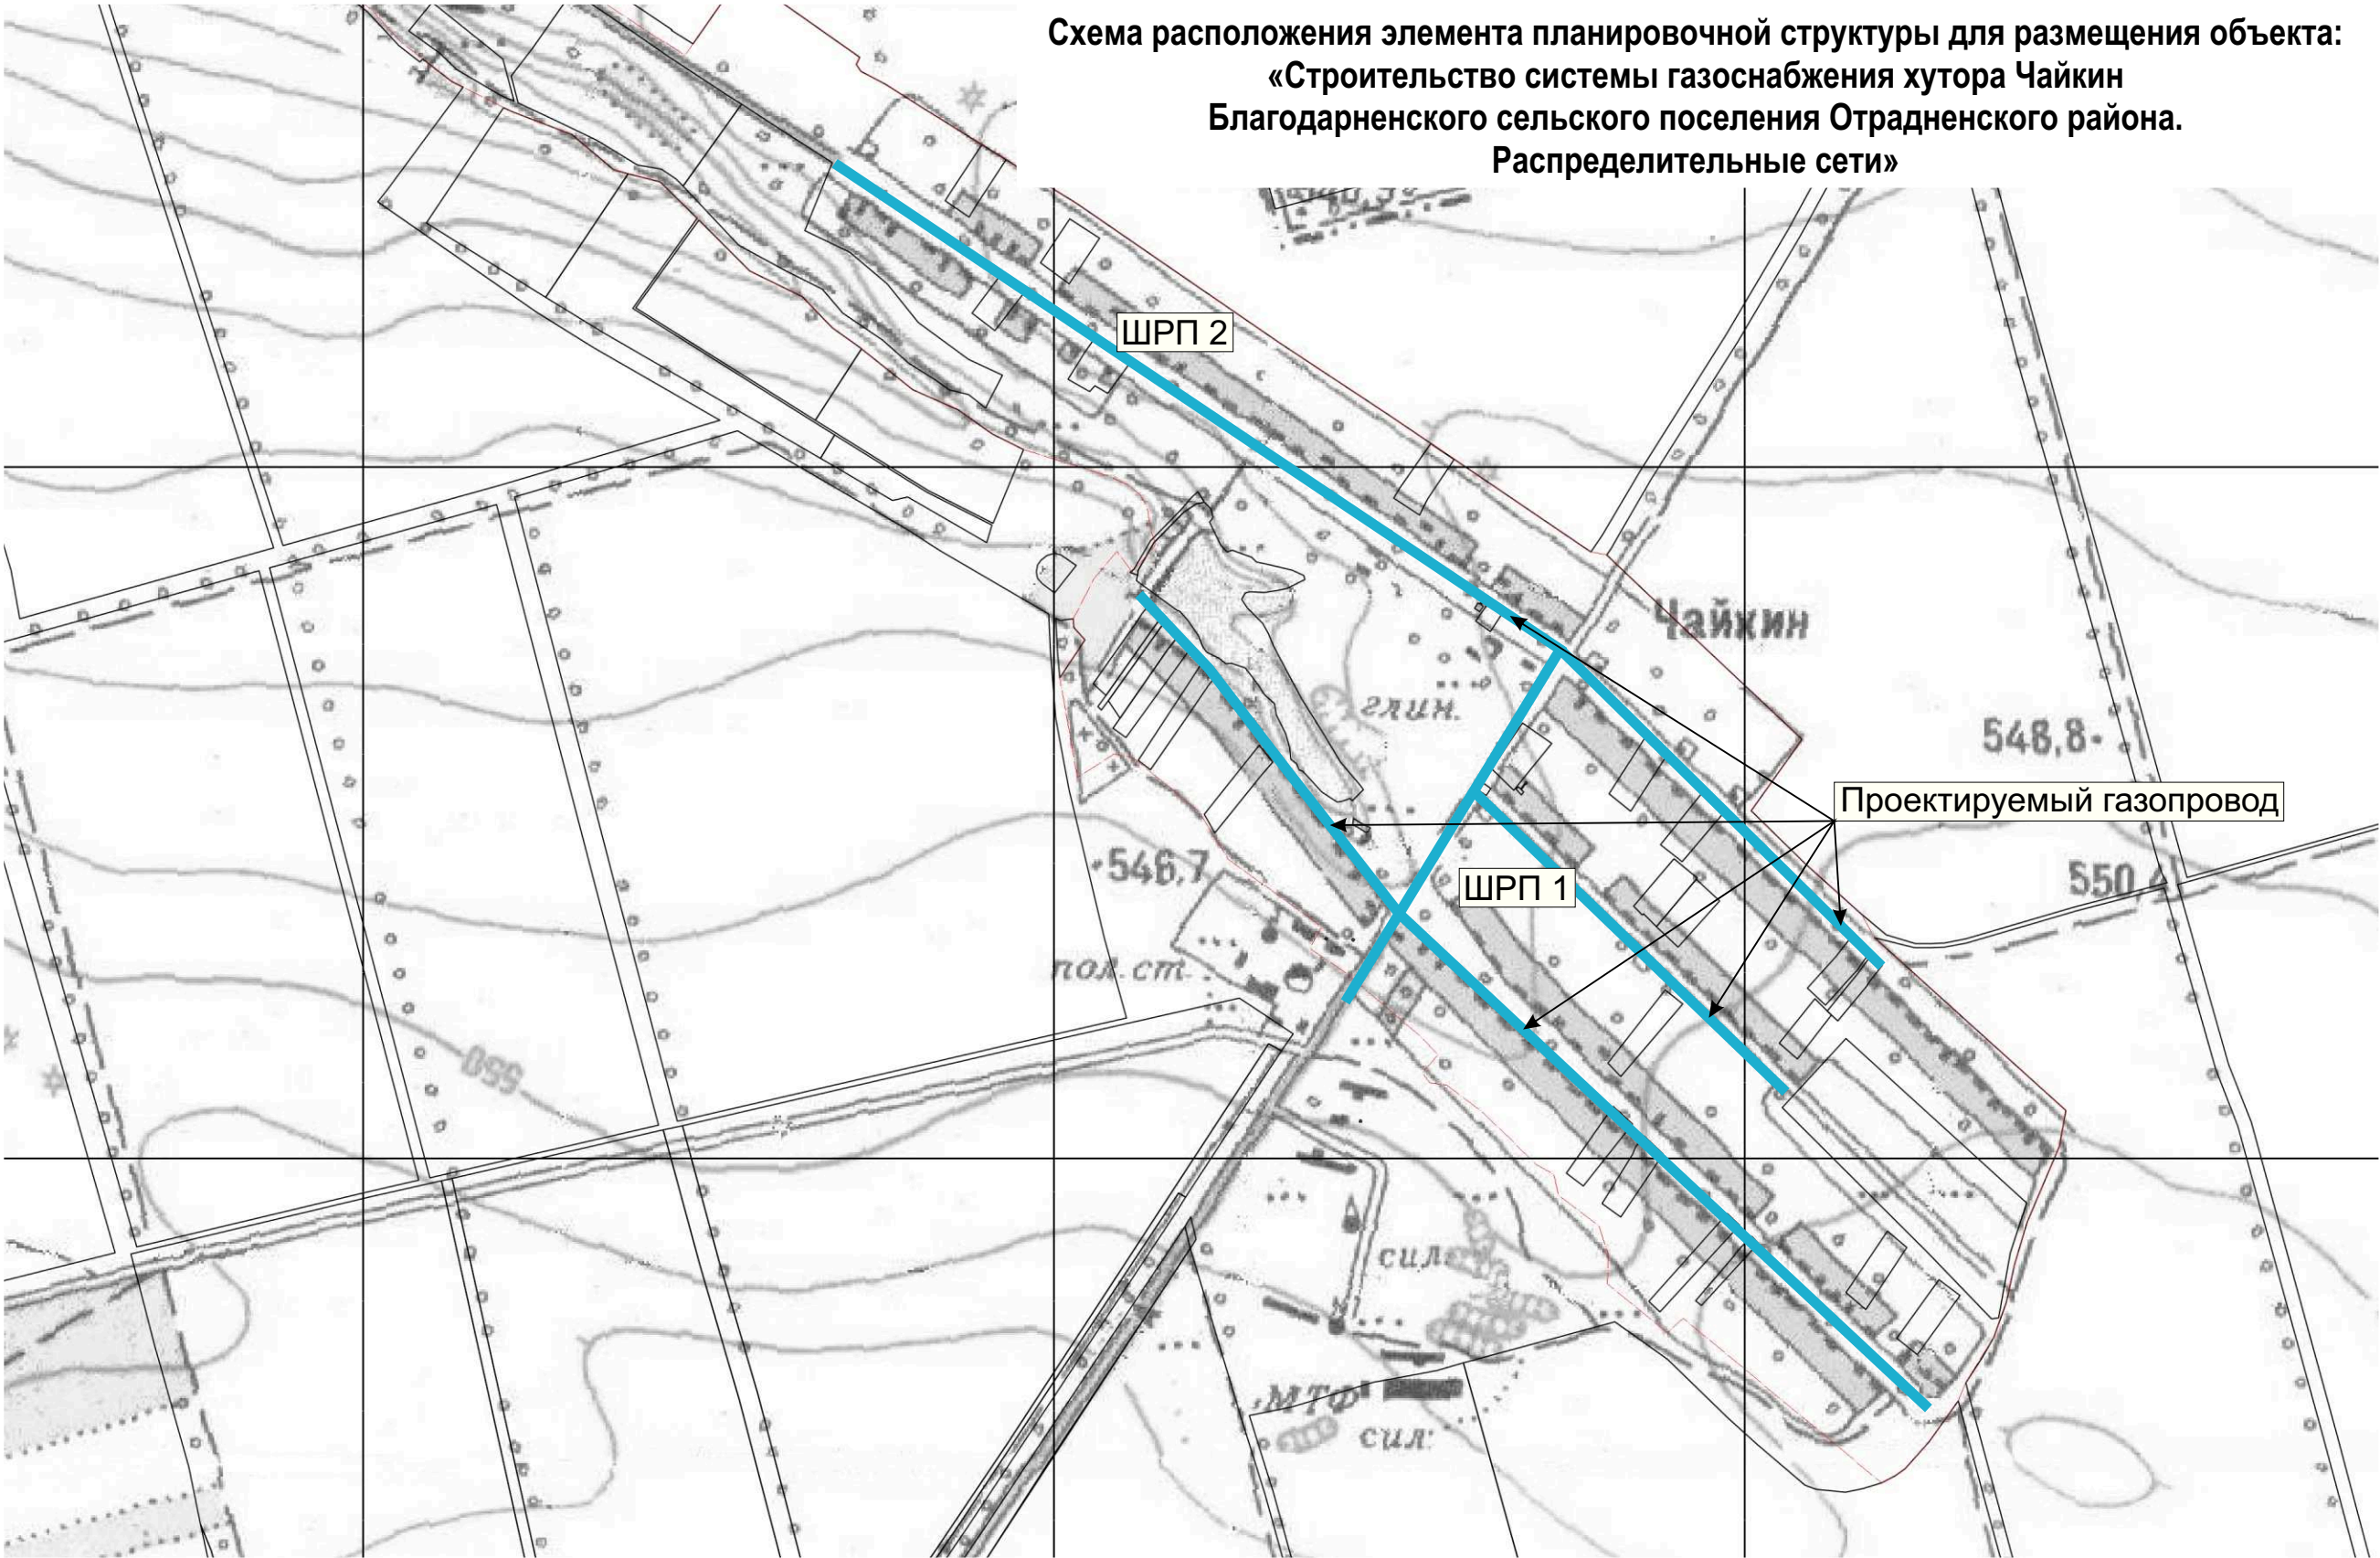 Схема расположения элемента планировочной структуры для размещения объекта:
«Строительство системы газоснабжения хутора Чайкин
Благодарненского сельского поселения Отрадненского района.
Распределительные сети»
ШРП 2
Чайкин
глин.
548,8
Проектируемый газопровод
546,7
ШРП 1
550,4
пол. ст.
550
сил.
МТФ
сил.